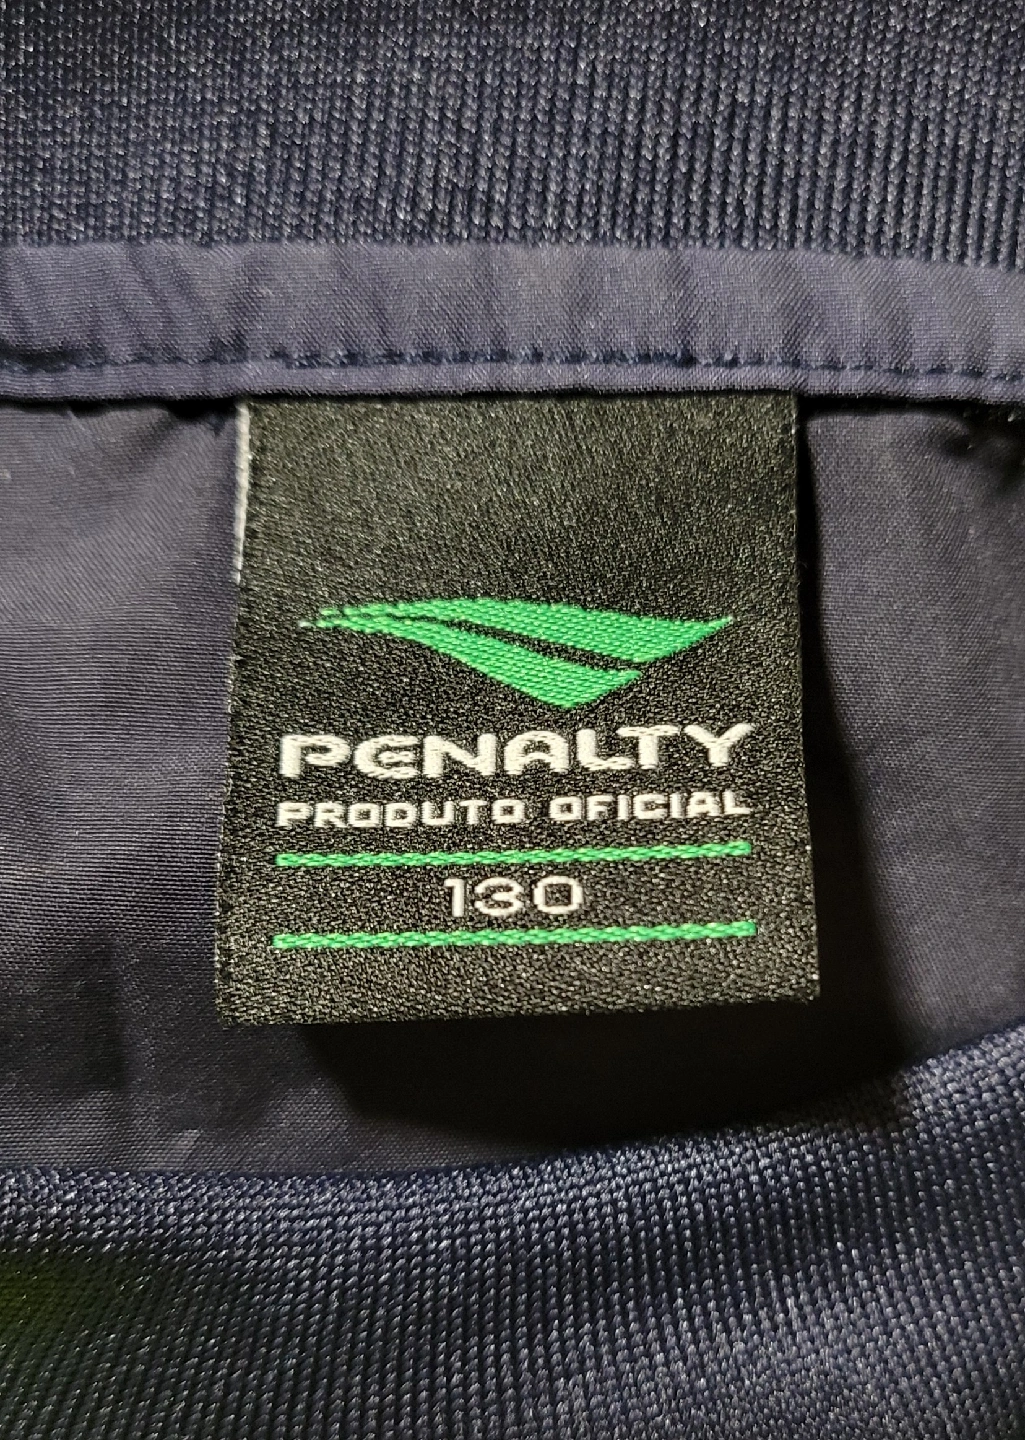 PENALTY
PRODUTO OFICIAL
130